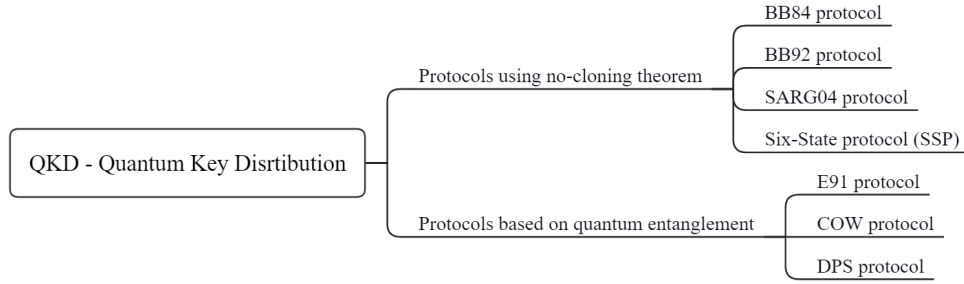 BB84 protocol
BB92 protocol
Protocols using no-cloning theorem
SARG04 protocol
Six-State protocol (SSP)
QKD - Quantum Key Disrtibution
E91 protocol
Protocols based on quantum entanglement
COW protocol
DPS protocol